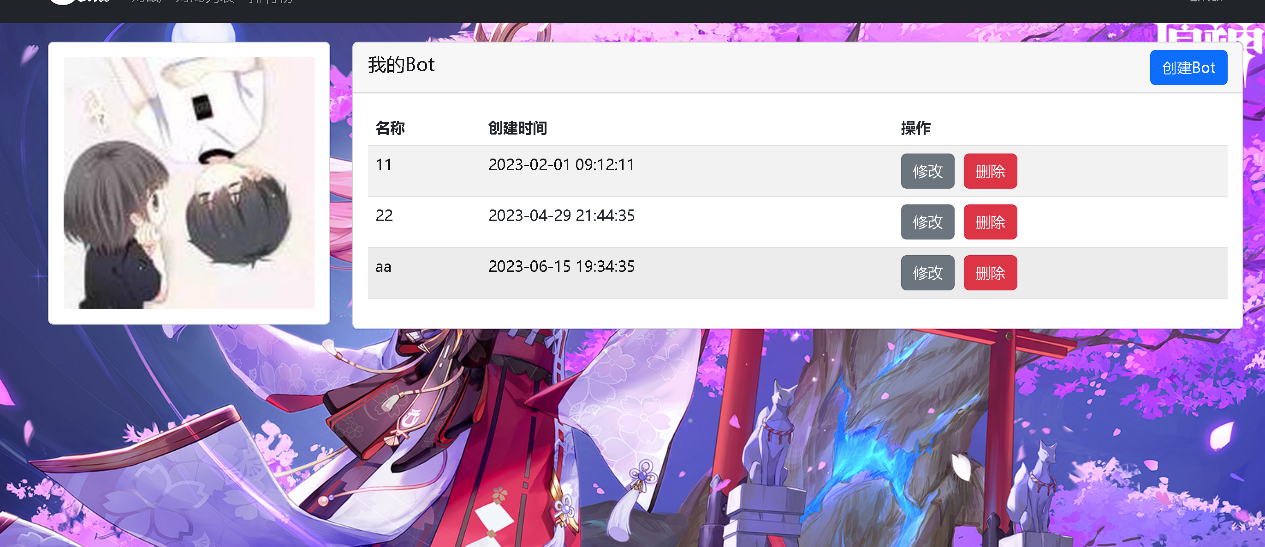 我的Bot
创建Bot
名称 创建时间 操作
11 2023-02-01 09:12:11 修改 删除
22 2023-04-29 21:44:35 修改 删除
aa 2023-06-15 19:34:35 修改 删除